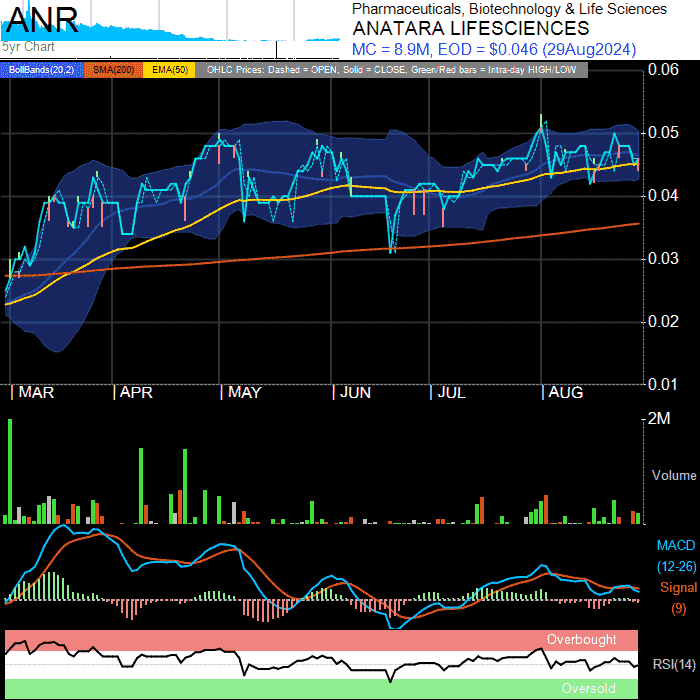 ANR
5yr Chart
Pharmaceuticals, Biotechnology & Life Sciences
ANATARA LIFESCIENCES
MC = 8.9M, EOD = $0.046 (29Aug2024)
BollBands(20,2) SMA(200) EMA(50) OHLC Prices: Dashed = OPEN, Solid = CLOSE, Green/Red bars = Intra-day HIGH/LOW
0.06
0.05
0.04
0.03
0.02
0.01
MAR APR MAY JUN JUL AUG
2M
Volume
MACD
(12-26)
Signal
(9)
Overbought
RSI(14)
Oversold